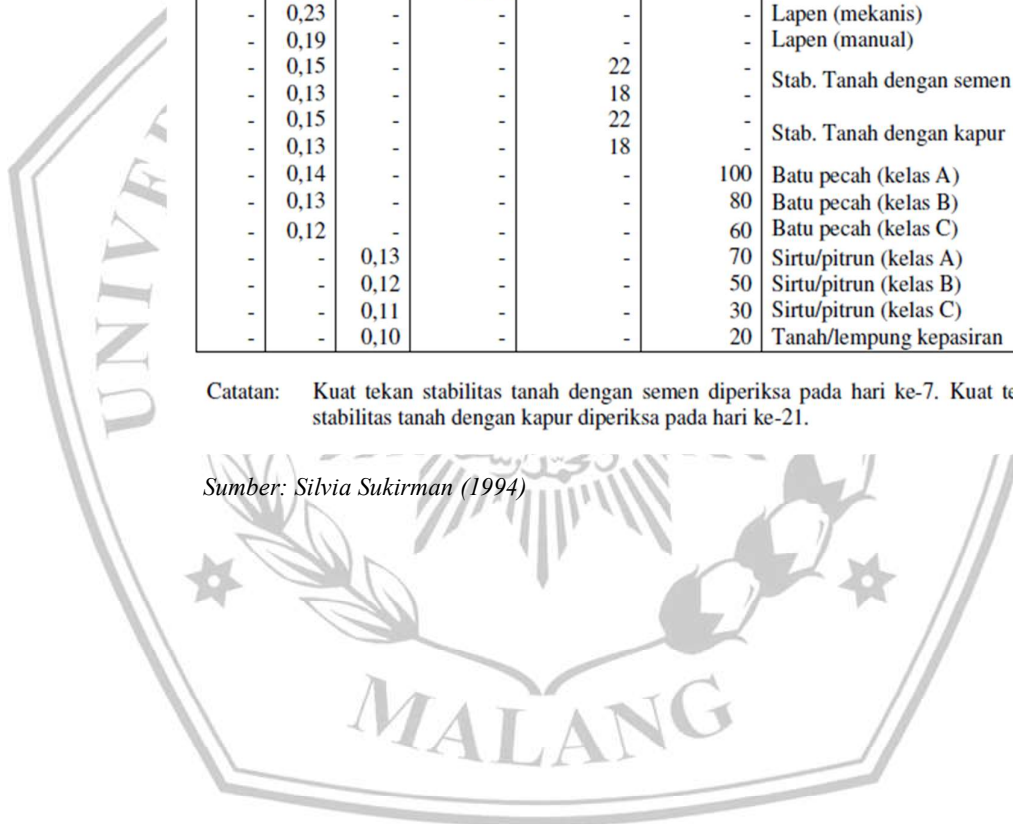 - 0,23 - - - - Lapen (mekanis)
- 0,19 - - - - Lapen (manual)
- 0,15 - - 22 -
Stab. Tanah dengan semen
- 0,13 - - 18 -
- 0,15 - - 22 -
Stab. Tanah dengan kapur
- 0,13 - - 18 -
- 0,14 - - - 100 Batu pecah (kelas A)
- 0,13 - - - 80 Batu pecah (kelas B)
- 0,12 - - - 60 Batu pecah (kelas C)
- - 0,13 - - 70 Sirtu/pitrun (kelas A)
- - 0,12 - - 50 Sirtu/pitrun (kelas B)
- - 0,11 - - 30 Sirtu/pitrun (kelas C)
- - 0,10 - - 20 Tanah/lempung kepasiran
Catatan: Kuat tekan stabilitas tanah dengan semen diperiksa pada hari ke-7. Kuat
stabilitas tanah dengan kapur diperiksa pada hari ke-21.
Sumber: Silvia Sukirman (1994)
MALANG